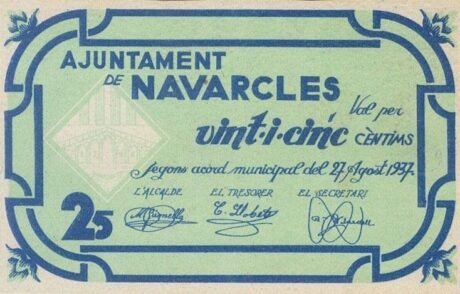 AJUNTAMENT
DE NAVARCLES
Val per
vint-i-cinc CÈNTIMS
segons acord municipal del 27 Agost 1937.
L'ALCALDE EL TRESORER EL SECRETARI
25